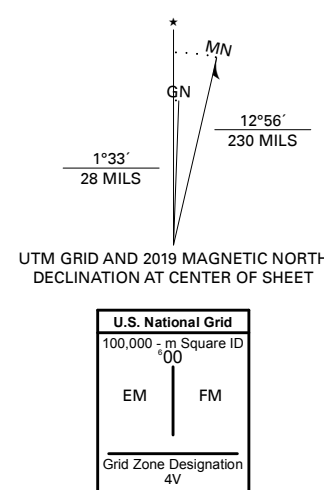 ★
MN
GN
12°56´
230 MILS
1°33´
28 MILS
UTM GRID AND 2019 MAGNETIC NORTH
DECLINATION AT CENTER OF SHEET
U.S. National Grid
100,000 - m Square ID
⁶00
EM FM
Grid Zone Designation
4V